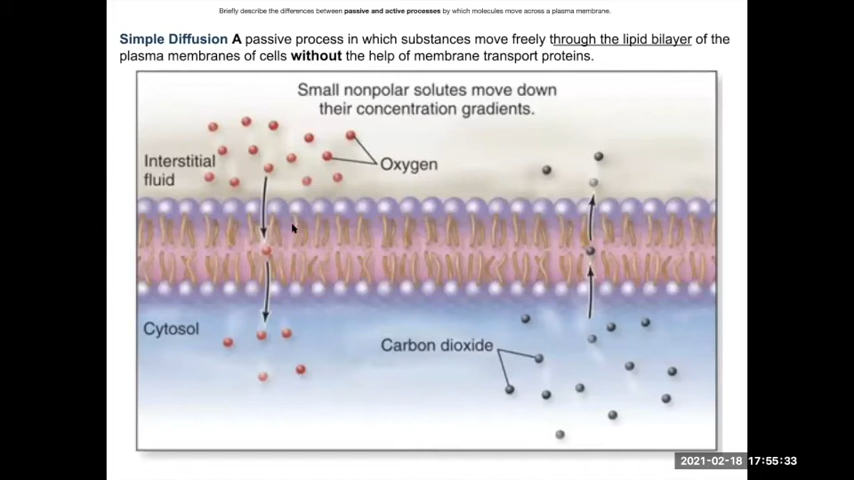 Briefly describe the differences between passive and active processes by which molecules move across a plasma membrane.
Simple Diffusion A passive process in which substances move freely through the lipid bilayer of the
plasma membranes of cells without the help of membrane transport proteins.
Small nonpolar solutes move down
their concentration gradients.
Interstitial
fluid
Oxygen
Cytosol
Carbon dioxide
2021-02-18 17:55:33